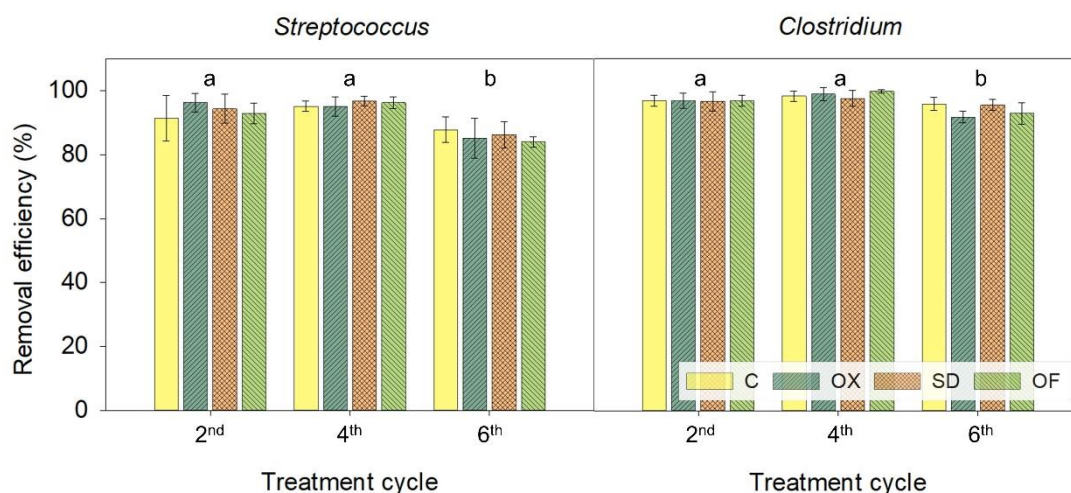 Streptococcus
Clostridium
Removal efficiency (%)
100
80
60
40
20
0
a
a
b
a
a
b
C
OX
SD
OF
2nd
4th
6th
2nd
4th
6th
Treatment cycle
Treatment cycle